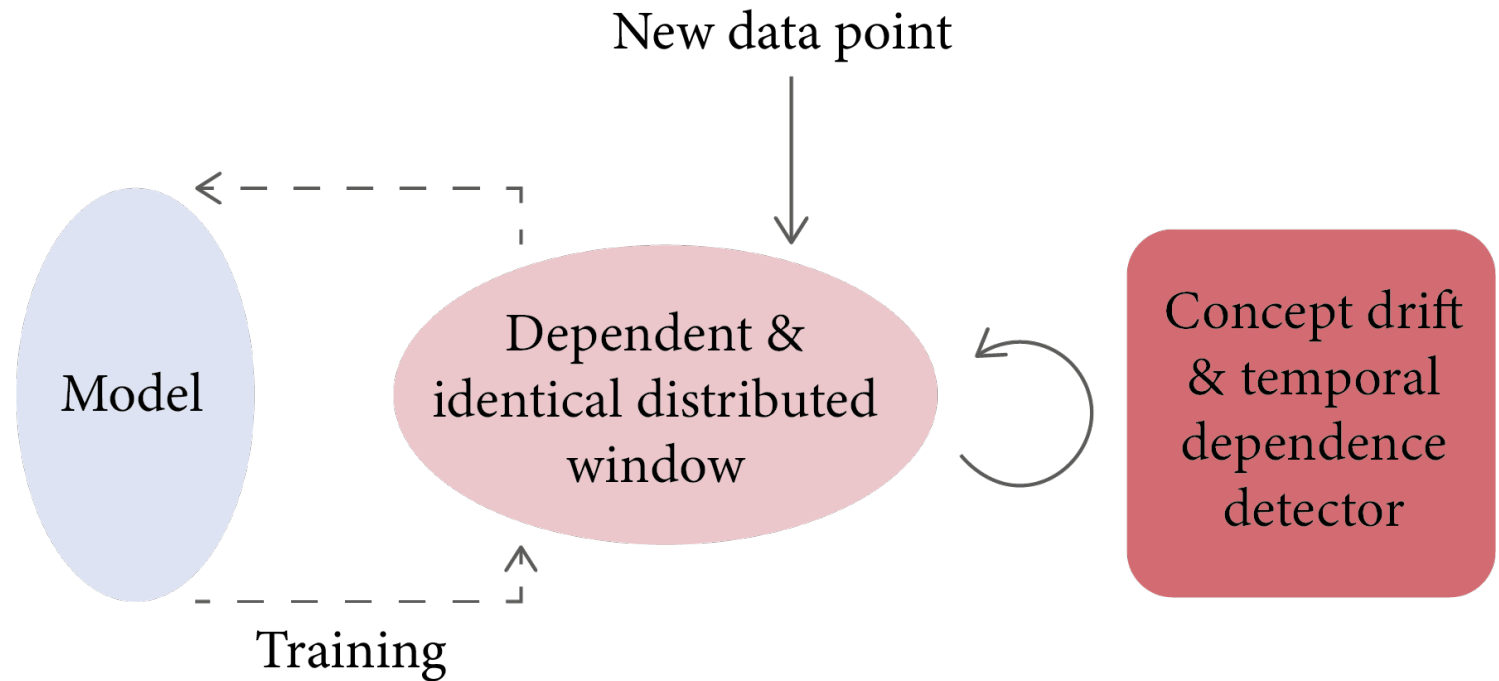 New data point
Model
Dependent &
identical distributed
window
Concept drift
& temporal
dependence
detector
Training